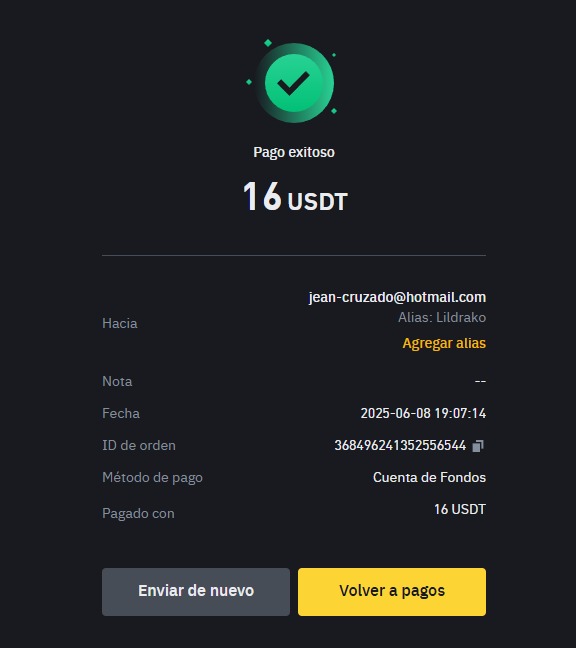 Pago exitoso
16 USDT
jean-cruzado@hotmail.com
Hacia
Alias: Lildrako
Agregar alias
Nota --
Fecha 2025-06-08 19:07:14
ID de orden 368496241352556544
Método de pago Cuenta de Fondos
Pagado con 16 USDT
Enviar de nuevo Volver a pagos